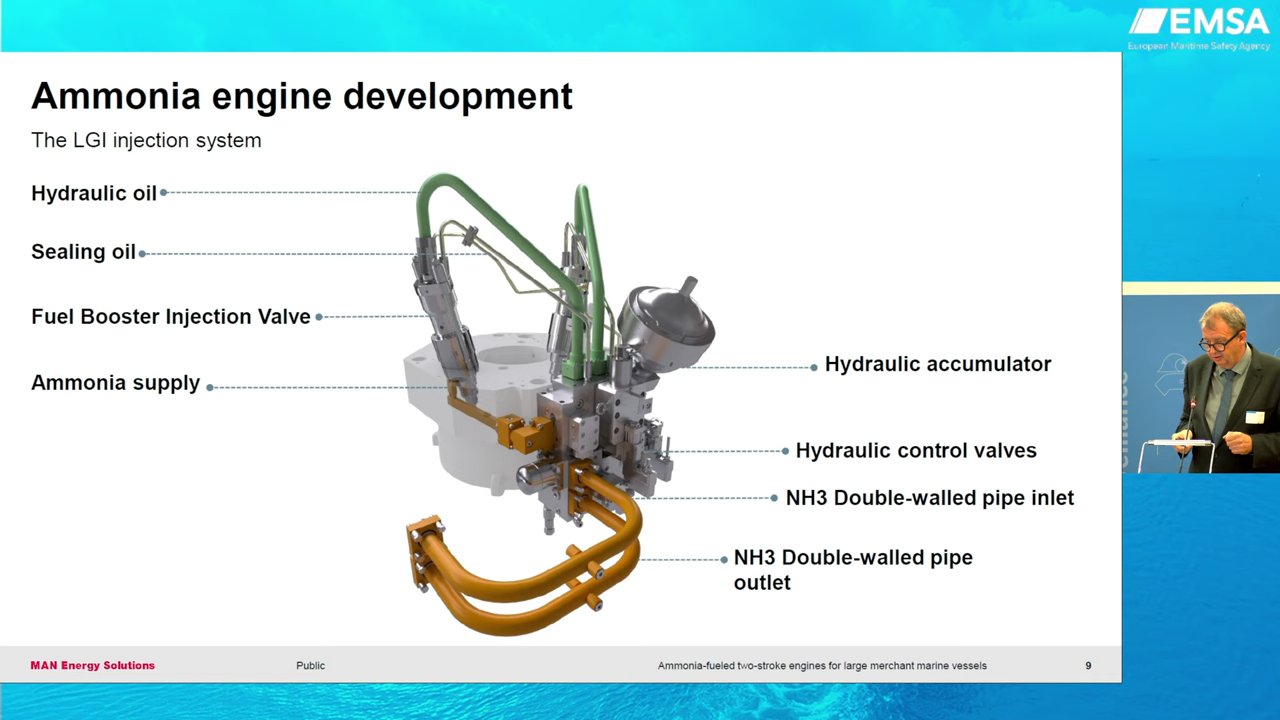 EMSA
European Maritime Safety Agency
Ammonia engine development
The LGI injection system
Hydraulic oil
Sealing oil
Fuel Booster Injection Valve
Ammonia supply
Hydraulic accumulator
Hydraulic control valves
NH3 Double-walled pipe inlet
NH3 Double-walled pipe
outlet
MAN Energy Solutions
Public
Ammonia-fueled two-stroke engines for large merchant marine vessels
9